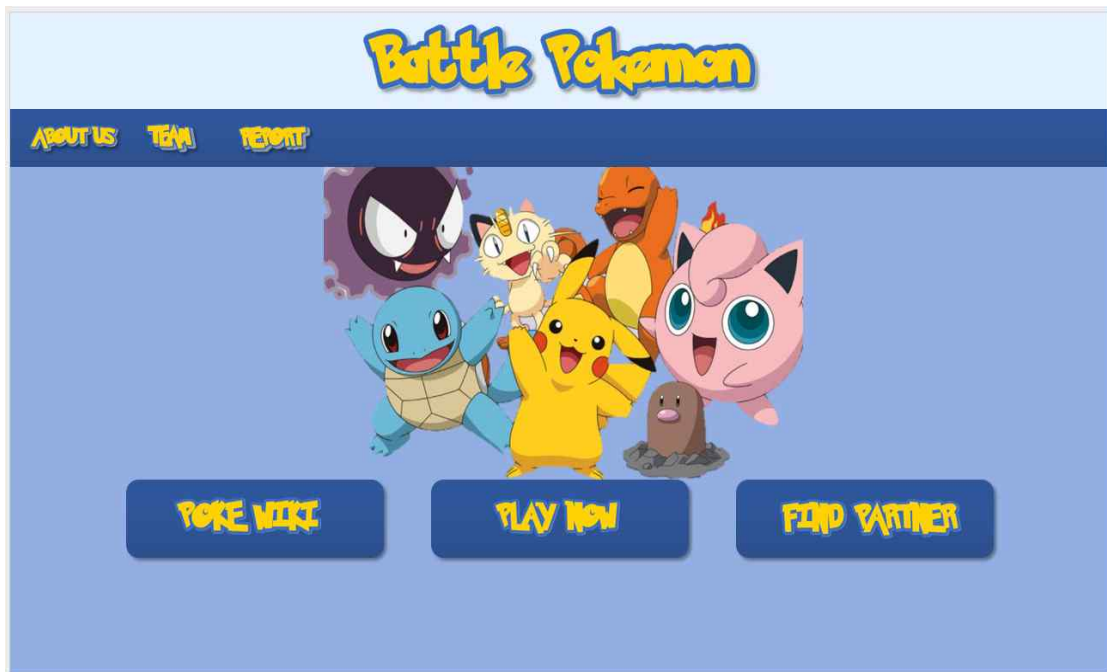 Battle Pokemon
ABOUT US TEAM REPORT
POKE WIKI PLAY NOW FIND PARTNER